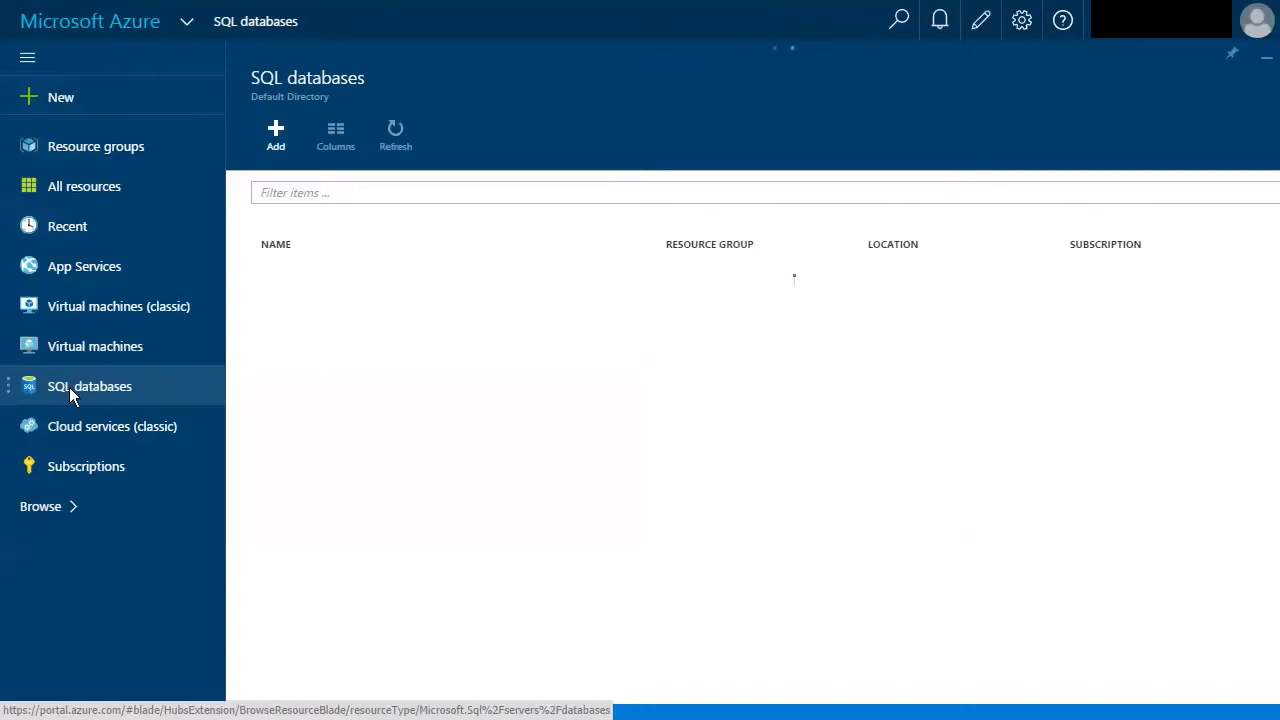 Microsoft Azure
SQL databases
SQL databases
Default Directory
New
Add
Columns
Refresh
Resource groups
All resources
Filter items ...
Recent
NAME
RESOURCE GROUP
LOCATION
SUBSCRIPTION
App Services
Virtual machines (classic)
Virtual machines
SQL databases
Cloud services (classic)
Subscriptions
Browse
https://portal.azure.com/#blade/HubsExtension/BrowseResourceBlade/resourceType/Microsoft.Sql%2Fservers%2Fdatabases